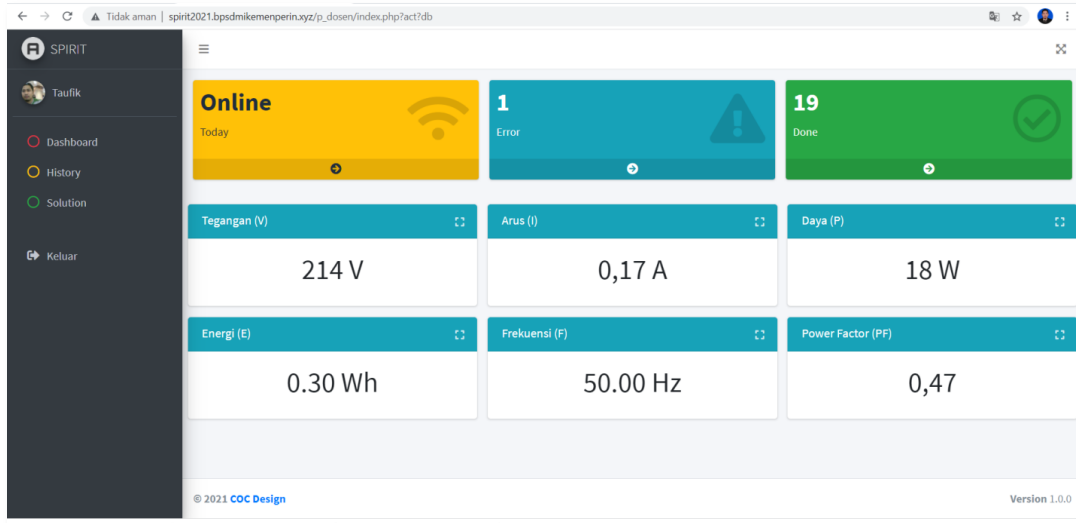 Tidak aman | spirit2021.bpsdmikemenperin.xyz/p_dosen/index.php?act?db
SPIRIT
Taufik
Dashboard
History
Solution
Keluar
Online
Today
1
Error
19
Done
Tegangan (V)
214 V
Arus (I)
0,17 A
Daya (P)
18 W
Energi (E)
0.30 Wh
Frekuensi (F)
50.00 Hz
Power Factor (PF)
0,47
© 2021 COC Design
Version 1.0.0